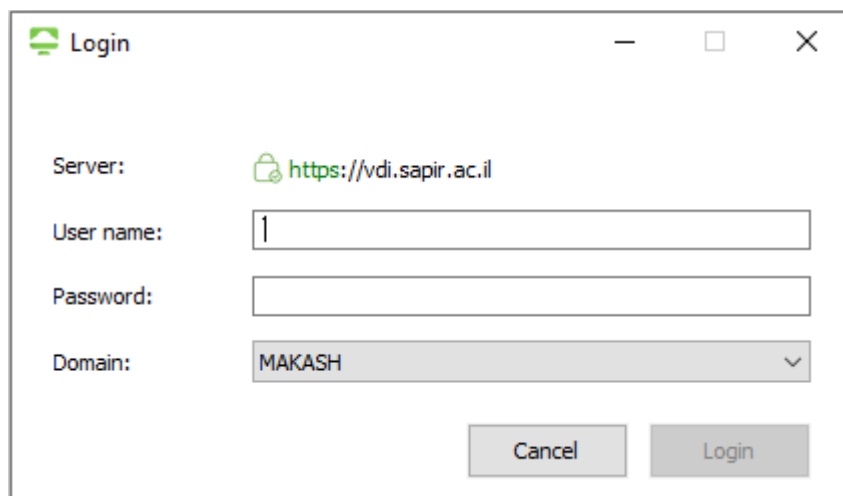 Login
Server: https://vdi.sapir.ac.il
User name:
Password:
Domain: MAKASH
Cancel Login